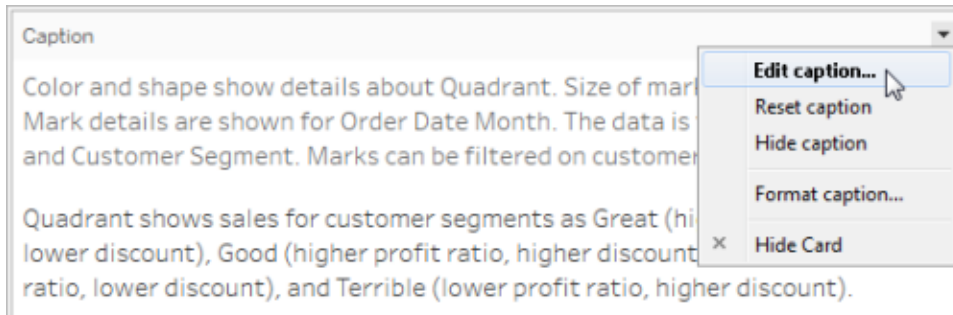 Caption
Color and shape show details about Quadrant. Size of
Mark details are shown for Order Date Month. The data is
and Customer Segment. Marks can be filtered on
Quadrant shows sales for customer segments as Great
lower discount), Good (higher profit ratio, higher discount
ratio, lower discount), and Terrible (lower profit ratio, higher discount).
Edit caption...
Reset caption
Hide caption
Format caption...
Hide Card